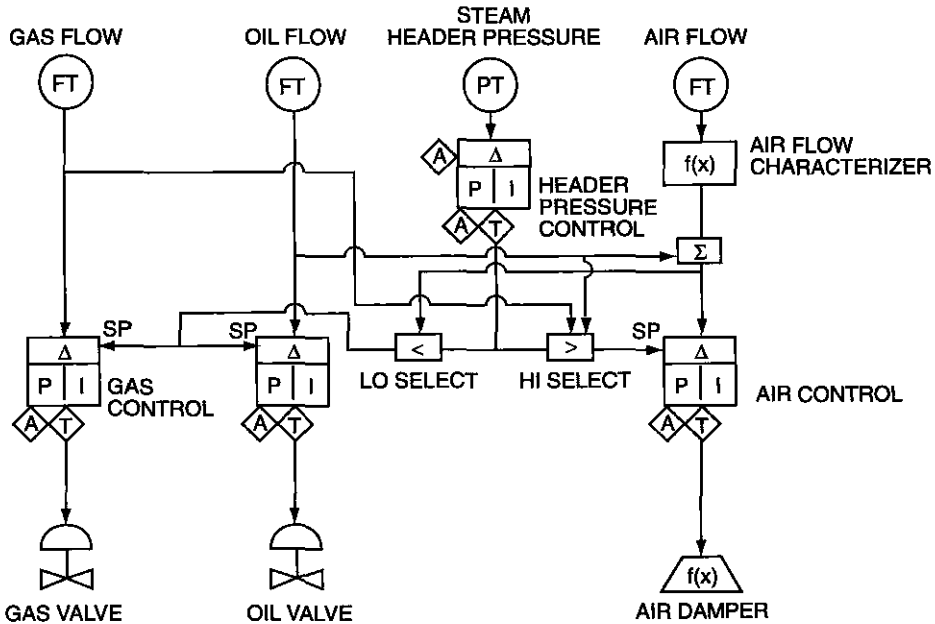 GAS FLOW
OIL FLOW
STEAM
HEADER PRESSURE
AIR FLOW
FT
FT
PT
FT
A
Δ
P I
A T
HEADER
PRESSURE
CONTROL
f(x)
AIR FLOW
CHARACTERIZER
Σ
SP
Δ
P I
A T
GAS
CONTROL
SP
Δ
P I
A T
<
LO SELECT
>
HI SELECT
SP
Δ
P I
A T
AIR CONTROL
GAS VALVE
OIL VALVE
f(x)
AIR DAMPER